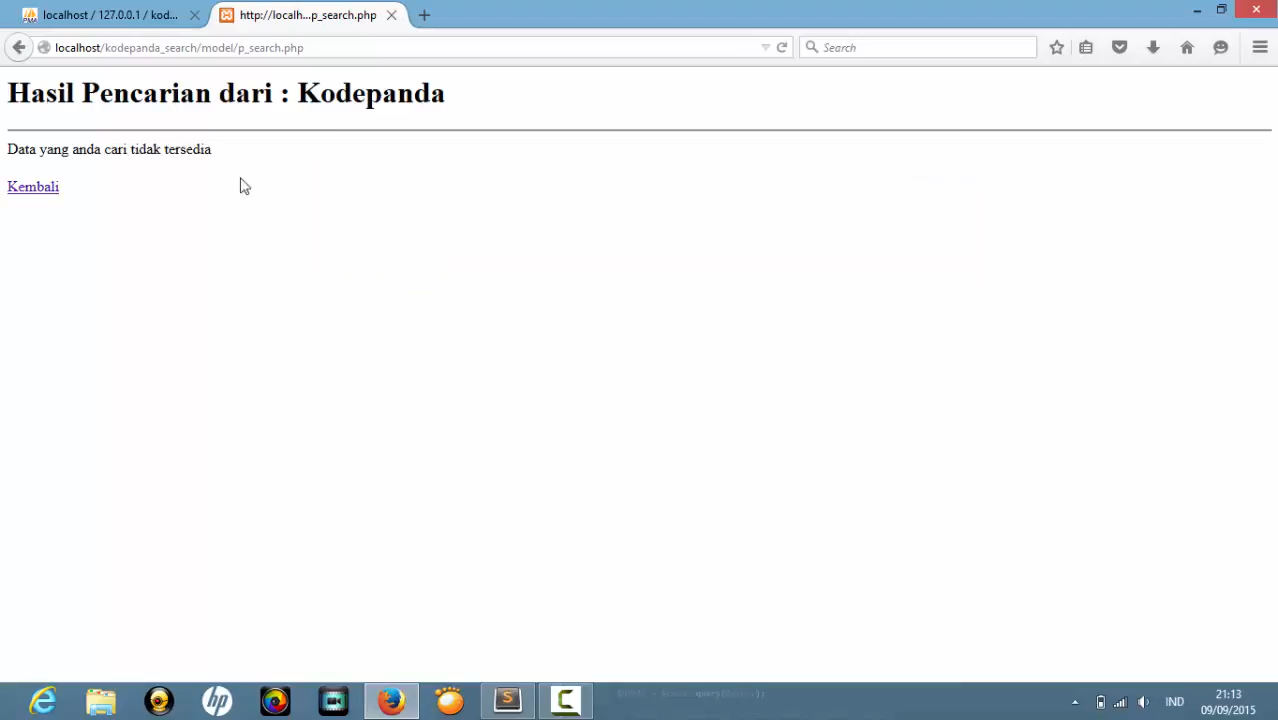 localhost / 127.0.0.1 / kod...
http://localh...p_search.php
localhost/kodepanda_search/model/p_search.php
Search
Hasil Pencarian dari : Kodepanda
Data yang anda cari tidak tersedia
Kembali
IND
21:13
09/09/2015